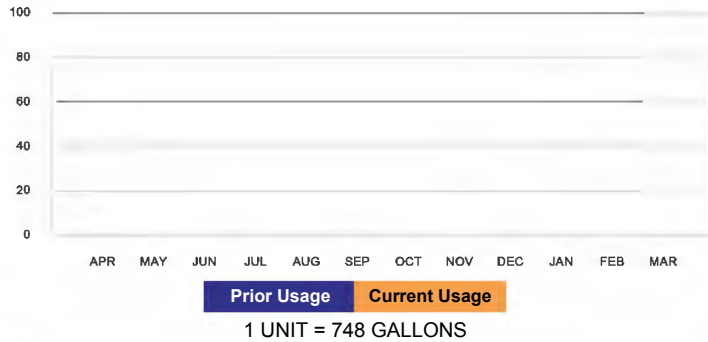 100
80
60
40
20
0
APR MAY JUN JUL AUG SEP OCT NOV DEC JAN FEB MAR
Prior Usage Current Usage
1 UNIT = 748 GALLONS